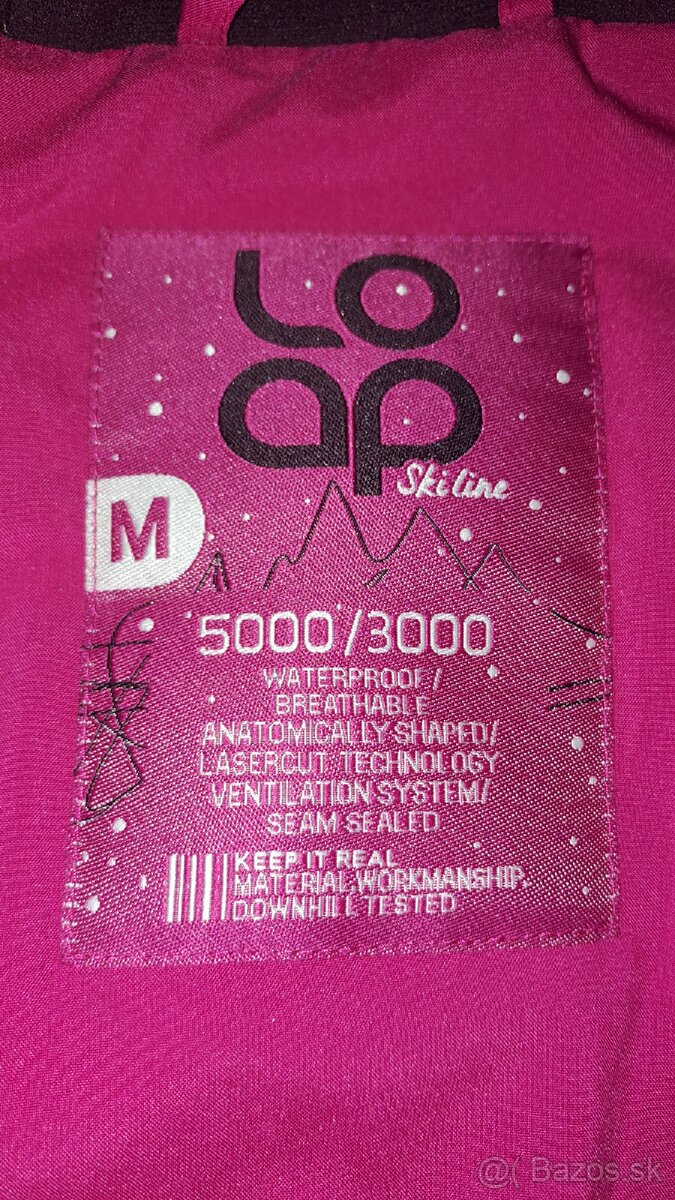 LO
AP
Ski line
M
5000/3000
WATERPROOF/
BREATHABLE
ANATOMICALLY SHAPED/
LASERCUT TECHNOLOGY
VENTILATION SYSTEM/
SEAM SEALED
KEEP IT REAL
MATERIAL,WORKMANSHIP.
DOWNHILL TESTED
@( Bazos.sk